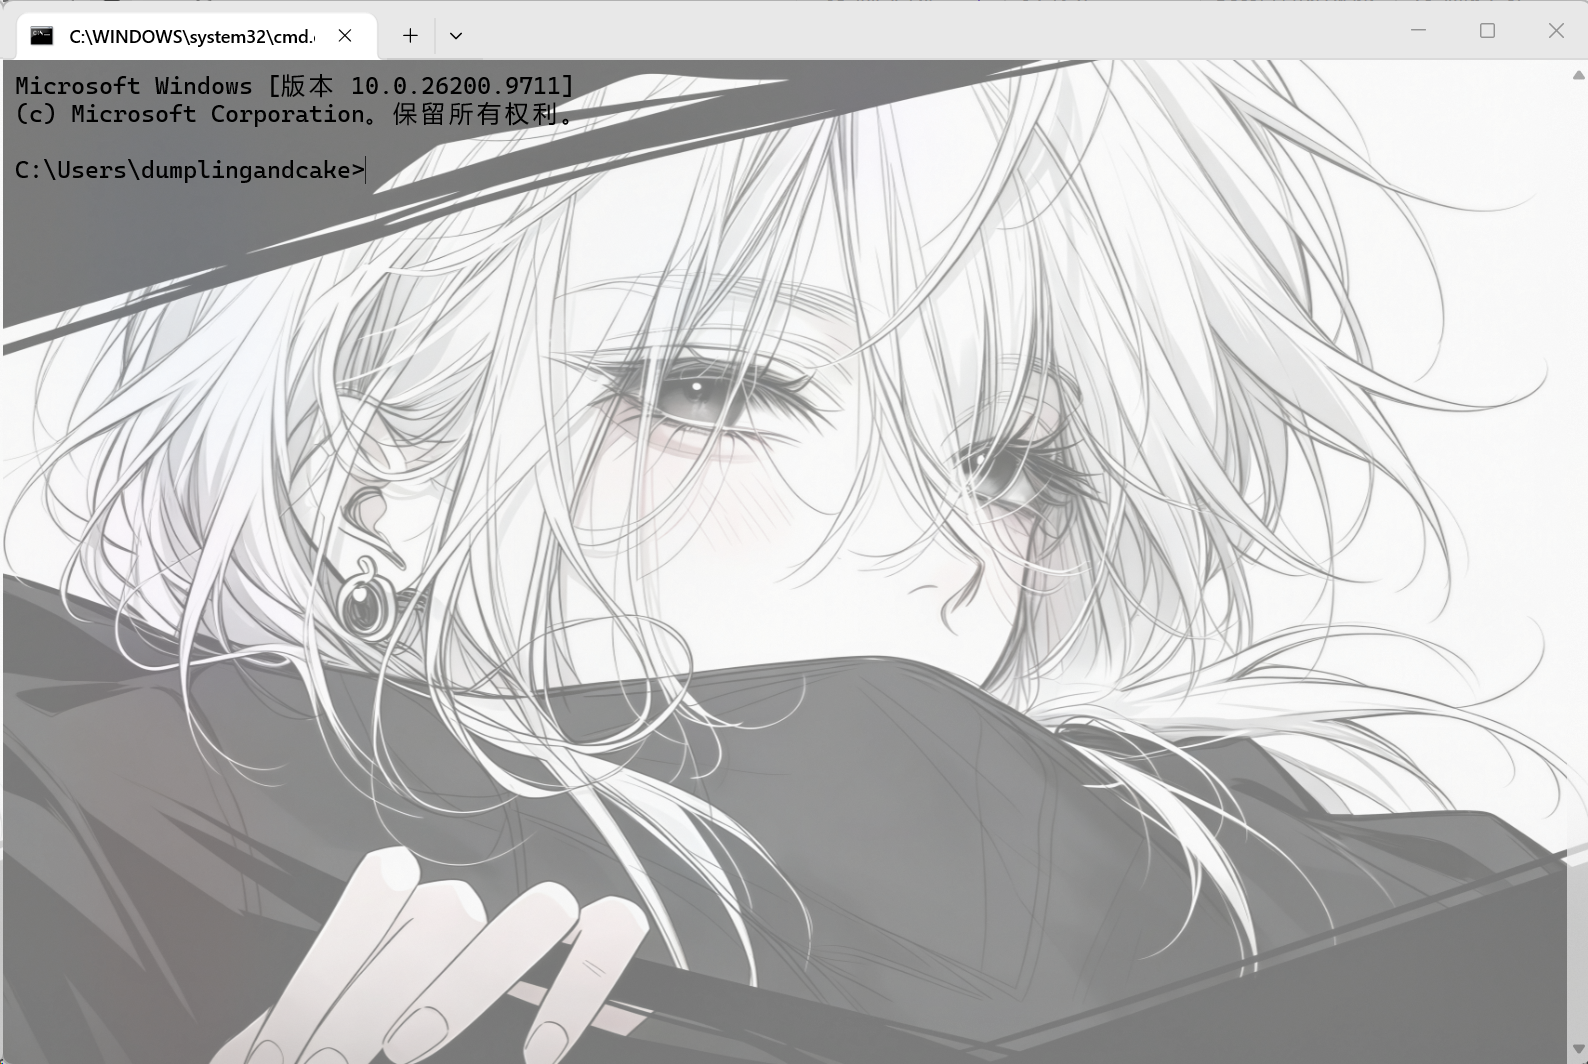 C:\WINDOWS\system32\cmd.
Microsoft Windows [版本 10.0.26200.9711]
(c) Microsoft Corporation。保留所有权利。
C:\Users\dumplingandcake>